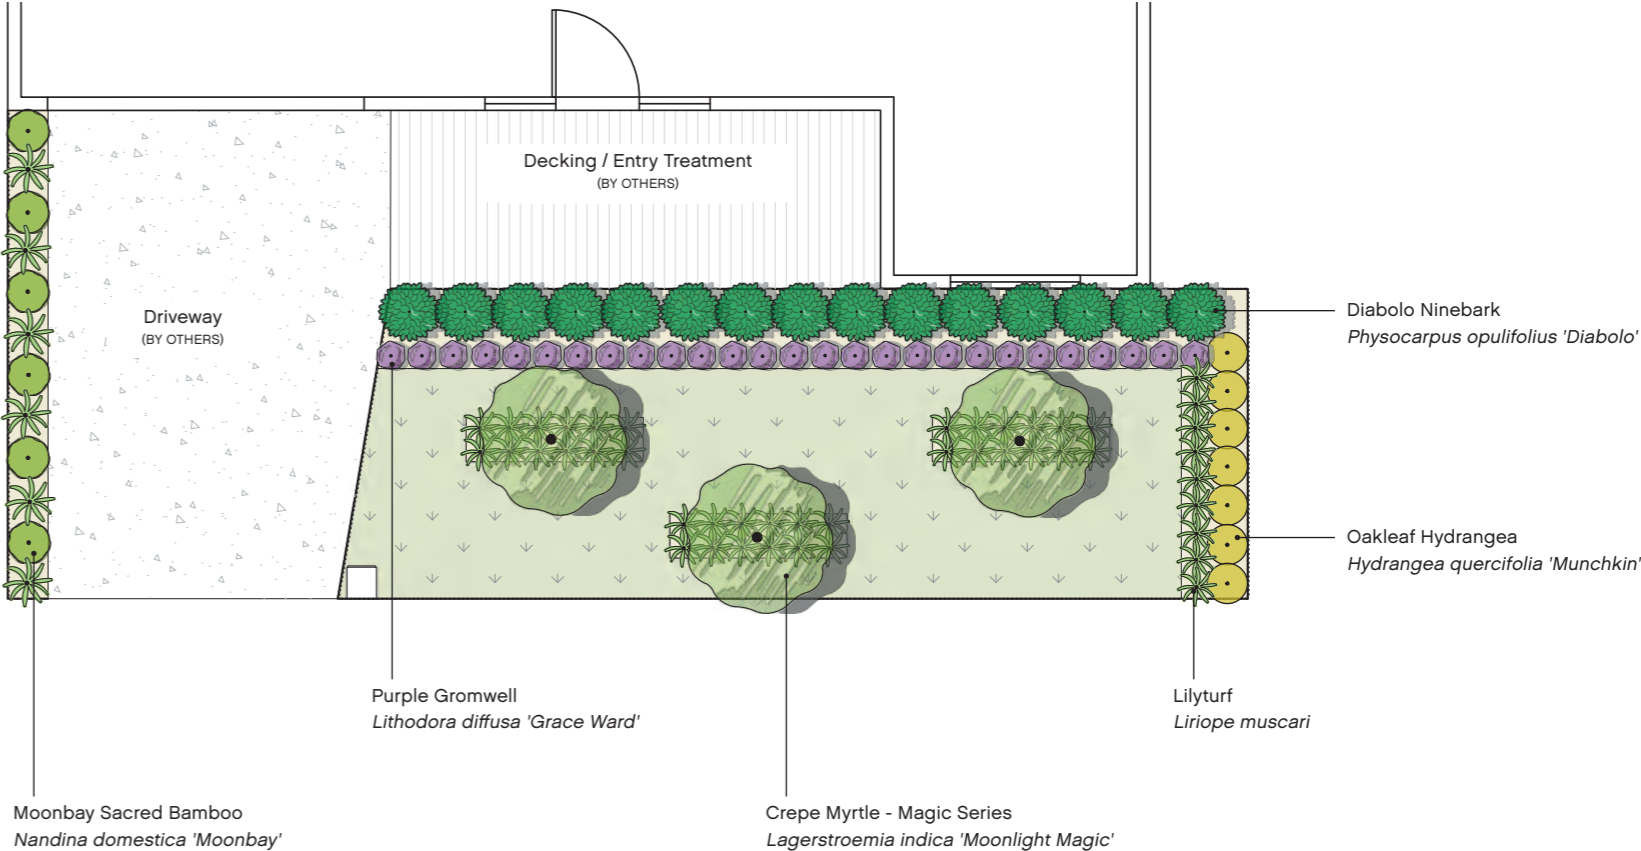 Decking / Entry Treatment
(BY OTHERS)
Driveway
(BY OTHERS)
Diabolo Ninebark
Physocarpus opulifolius 'Diabolo'
Oakleaf Hydrangea
Hydrangea quercifolia 'Munchkin'
Purple Gromwell
Lithodora diffusa 'Grace Ward'
Lilyturf
Liriope muscari
Moonbay Sacred Bamboo
Nandina domestica 'Moonbay'
Crepe Myrtle - Magic Series
Lagerstroemia indica 'Moonlight Magic'